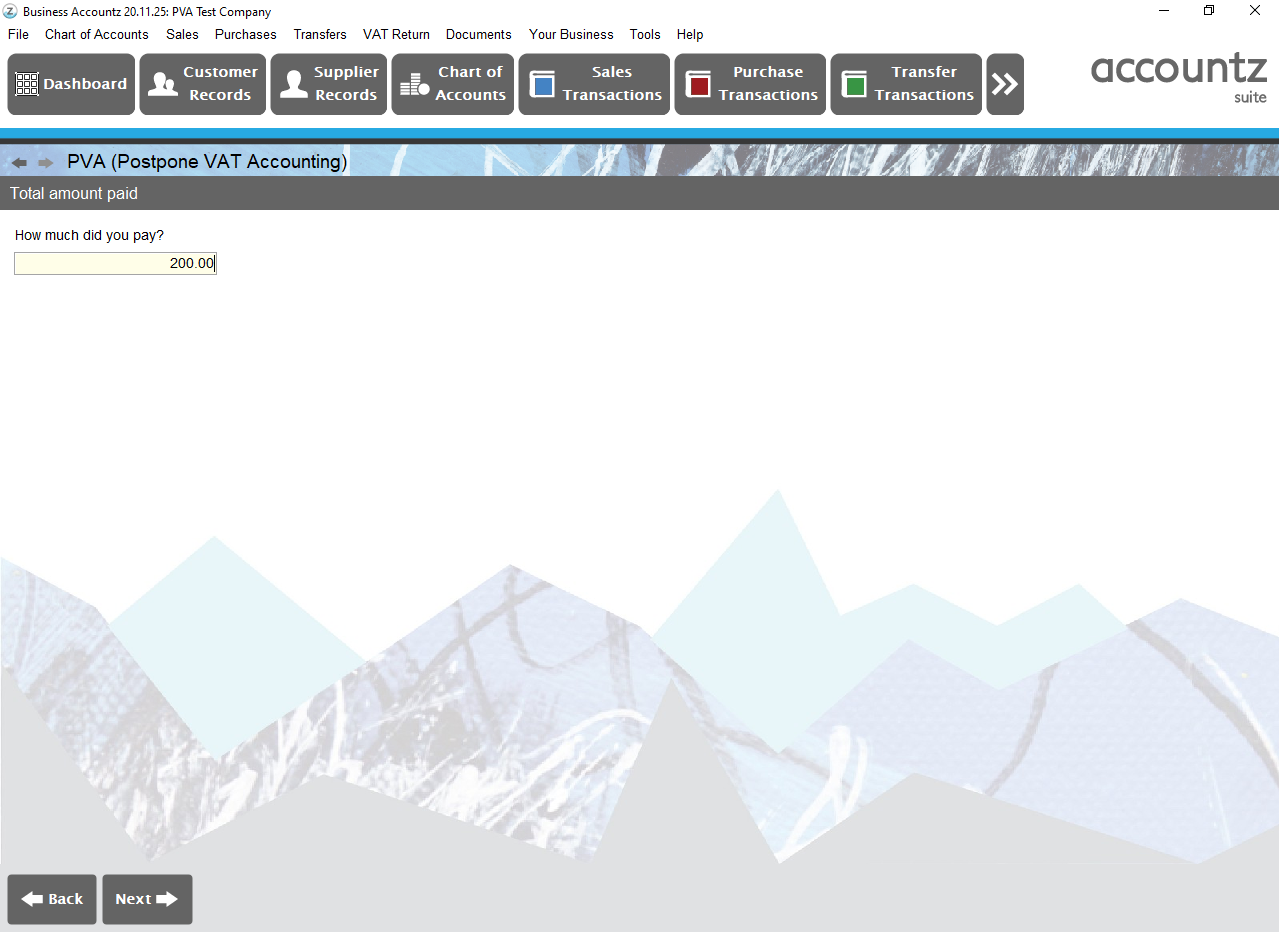 Business Accountz 20.11.25: PVA Test Company
File Chart of Accounts Sales Purchases Transfers VAT Return Documents Your Business Tools Help
Dashboard
Customer Records
Supplier Records
Chart of Accounts
Sales Transactions
Purchase Transactions
Transfer Transactions
accountz
suite
PVA (Postpone VAT Accounting)
Total amount paid
How much did you pay?
200.00
Back Next